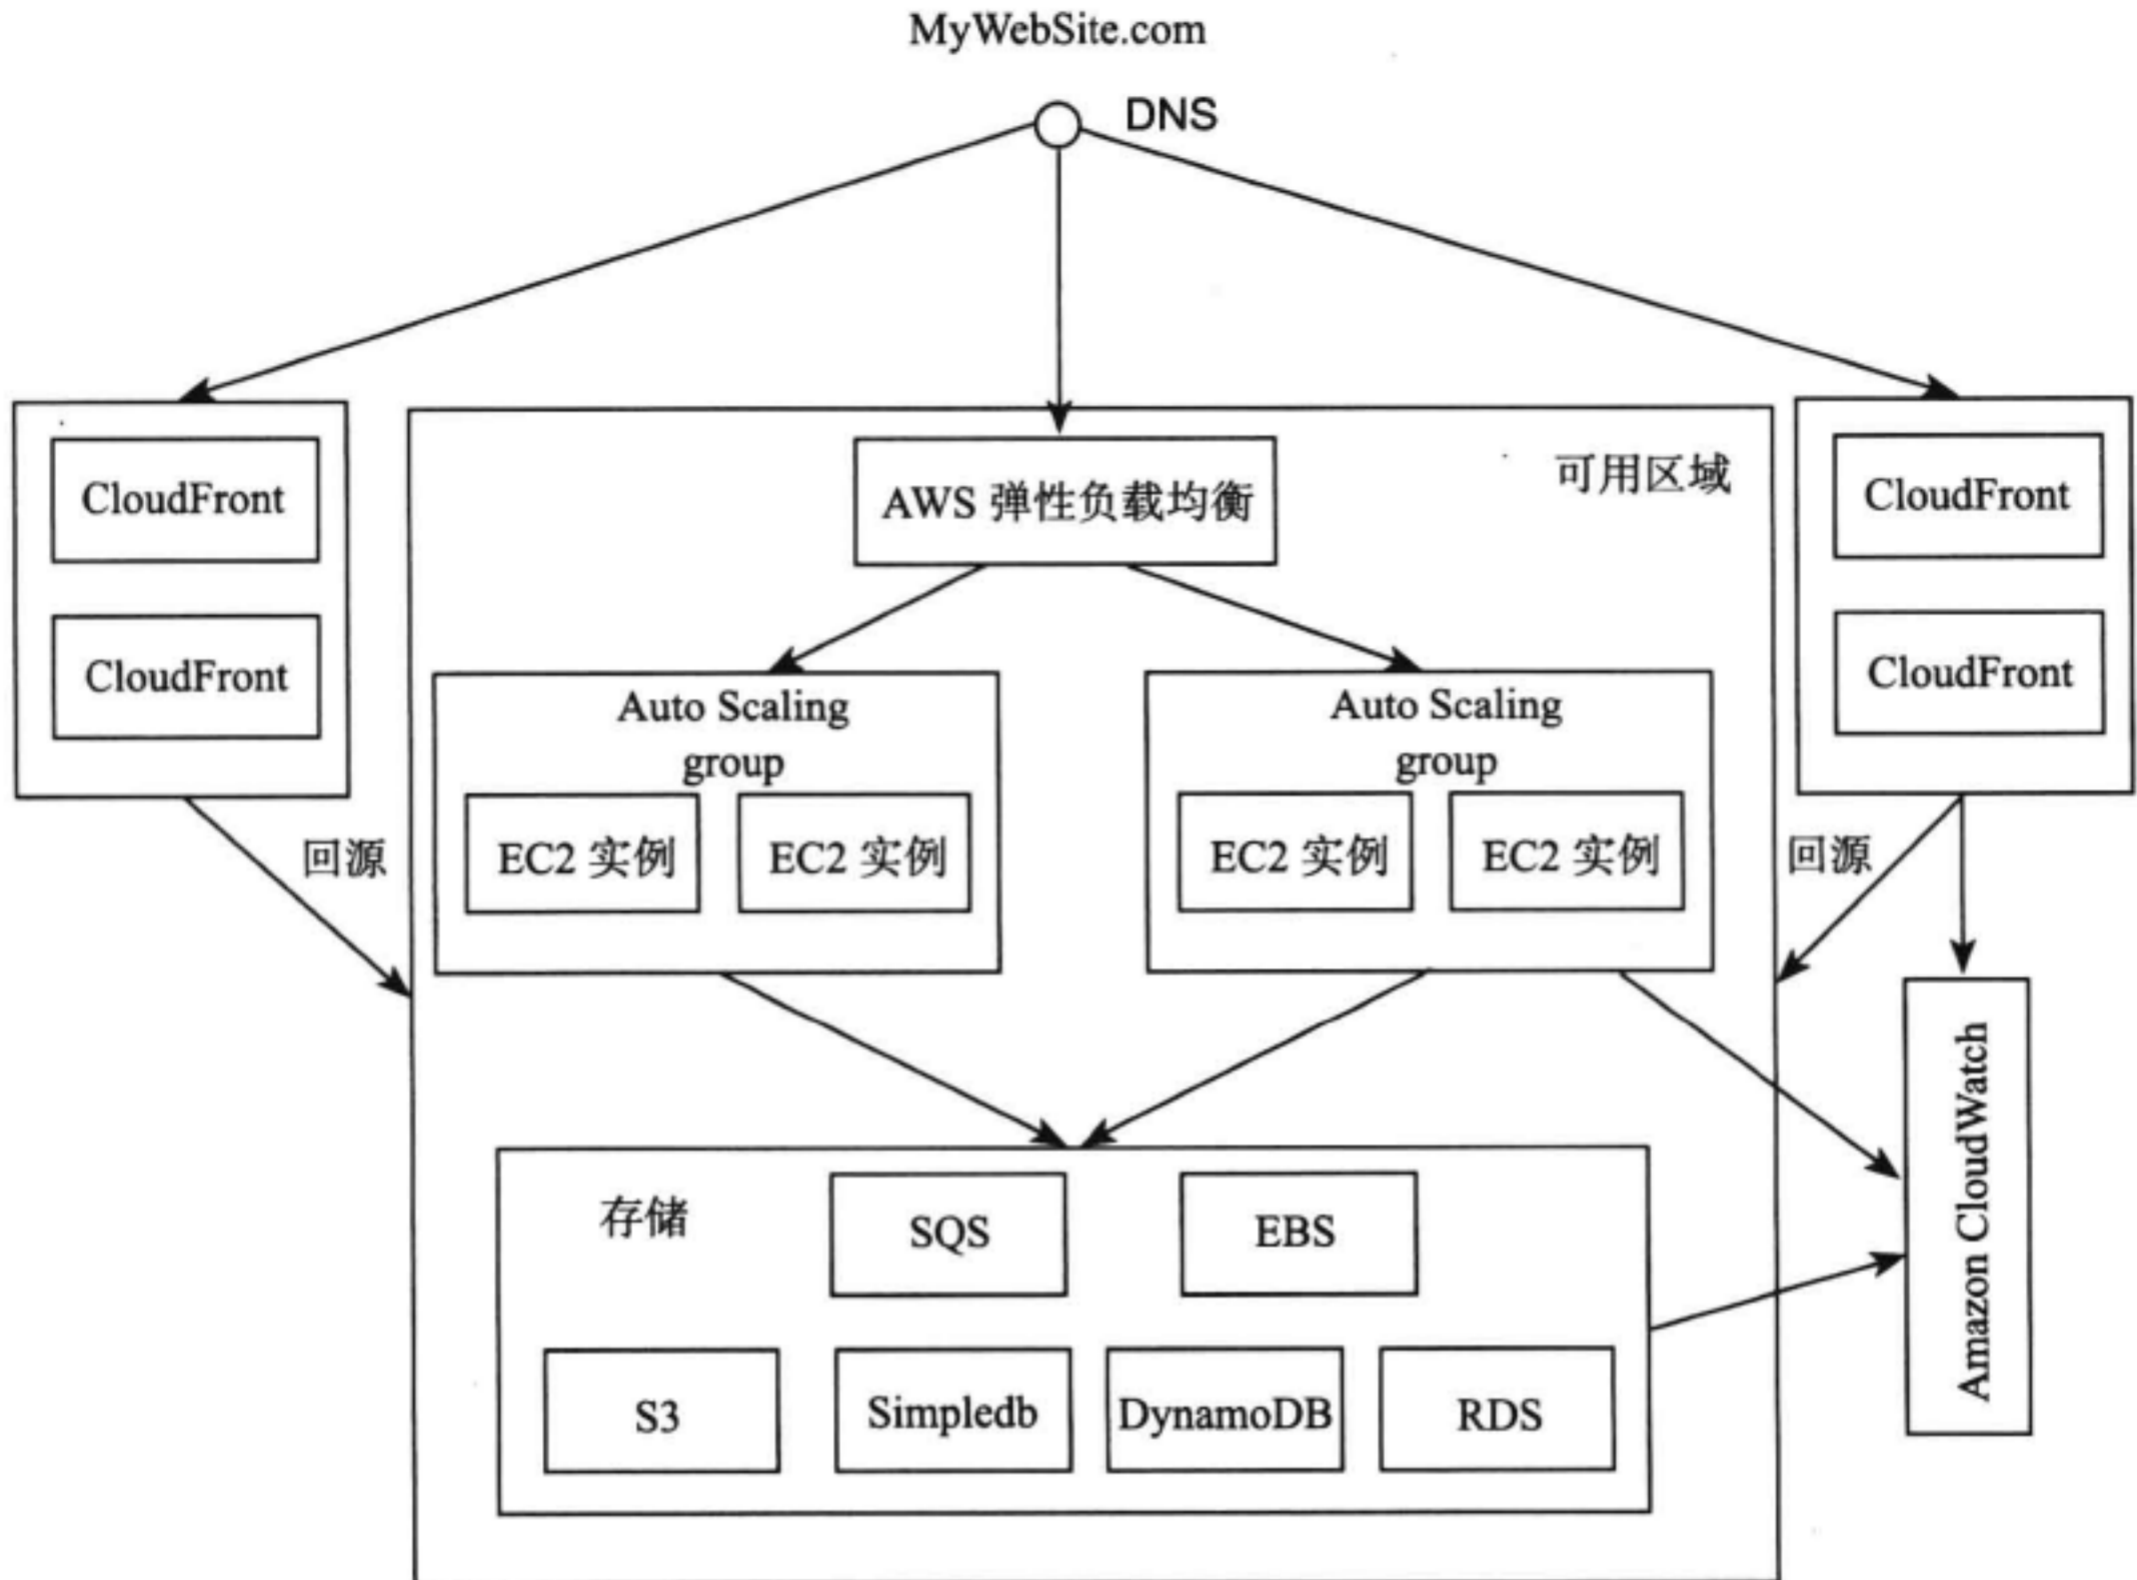 MyWebSite.com
DNS
CloudFront
CloudFront
可用区域
AWS 弹性负载均衡
CloudFront
CloudFront
Auto Scaling
group
EC2 实例
EC2 实例
Auto Scaling
group
EC2 实例
EC2 实例
回源
回源
存储
SQS
EBS
S3
Simpledb
DynamoDB
RDS
Amazon CloudWatch